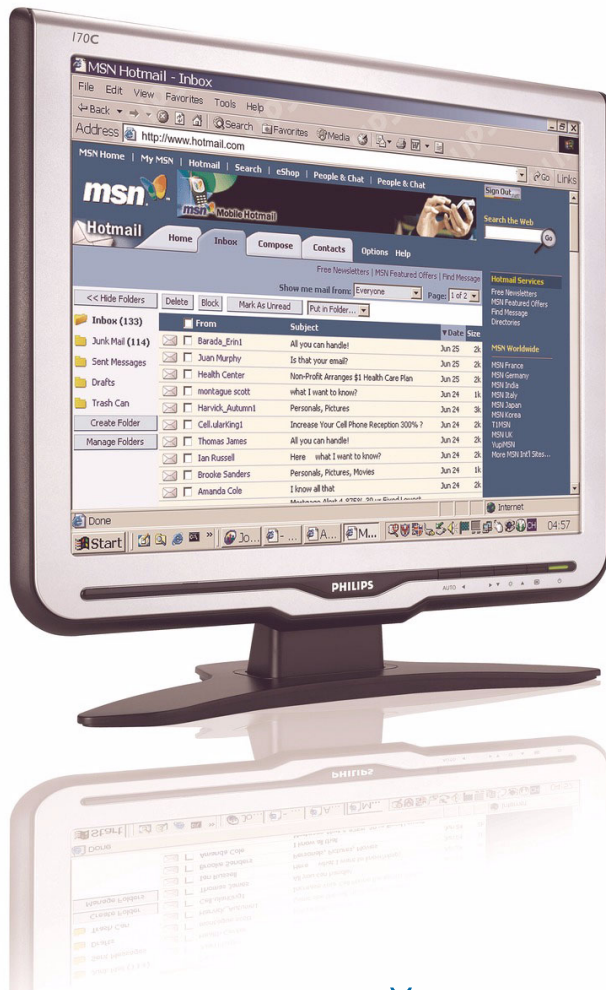 170C
MSN Hotmail - Inbox
File Edit View Favorites Tools Help
Back Search Favorites Media
Address http://www.hotmail.com Go Links
MSN Home | My MSN | Hotmail | Search | eShop | People & Chat | People & Chat
Sign Out
msn
msn Mobile Hotmail
Search the Web
Go
Hotmail
Home Inbox Compose Contacts Options Help
Free Newsletters | MSN Featured Offers | Find Message
Show me mail from: Everyone Page: 1 of 2
<< Hide Folders Delete Block Mark As Unread Put in Folder...
From Subject Date Size
Inbox (133)
Junk Mail (114)
Sent Messages
Drafts
Trash Can
Create Folder
Manage Folders
Barada_Erin1 All you can handle! Jun 25 2k
Juan Murphy Is that your email? Jun 25 2k
Health Center Non-Profit Arranges $1 Health Care Plan Jun 25 2k
montague scott what I want to know? Jun 24 2k
Harvick_Autumn1 Personals, Pictures Jun 24 3k
Cell.ularKing1 Increase Your Cell Phone Reception 300% ? Jun 24 2k
Thomas James All you can handle! Jun 24 2k
Ian Russell Here what I want to know? Jun 24 2k
Brooke Sanders Personals, Pictures, Movies Jun 24 1k
Amanda Cole I know all that Jun 24 2k
Hotmail Services
Free Newsletters
MSN Featured Offers
Find Message
Directories
MSN Worldwide
MSN France
MSN Germany
MSN India
MSN Italy
MSN Japan
MSN Korea
T1MSN
MSN UK
YupiMSN
More MSN Int'l Sites...
Done Internet
Start Jo... - ... A... M... CH 04:57
PHILIPS
AUTO